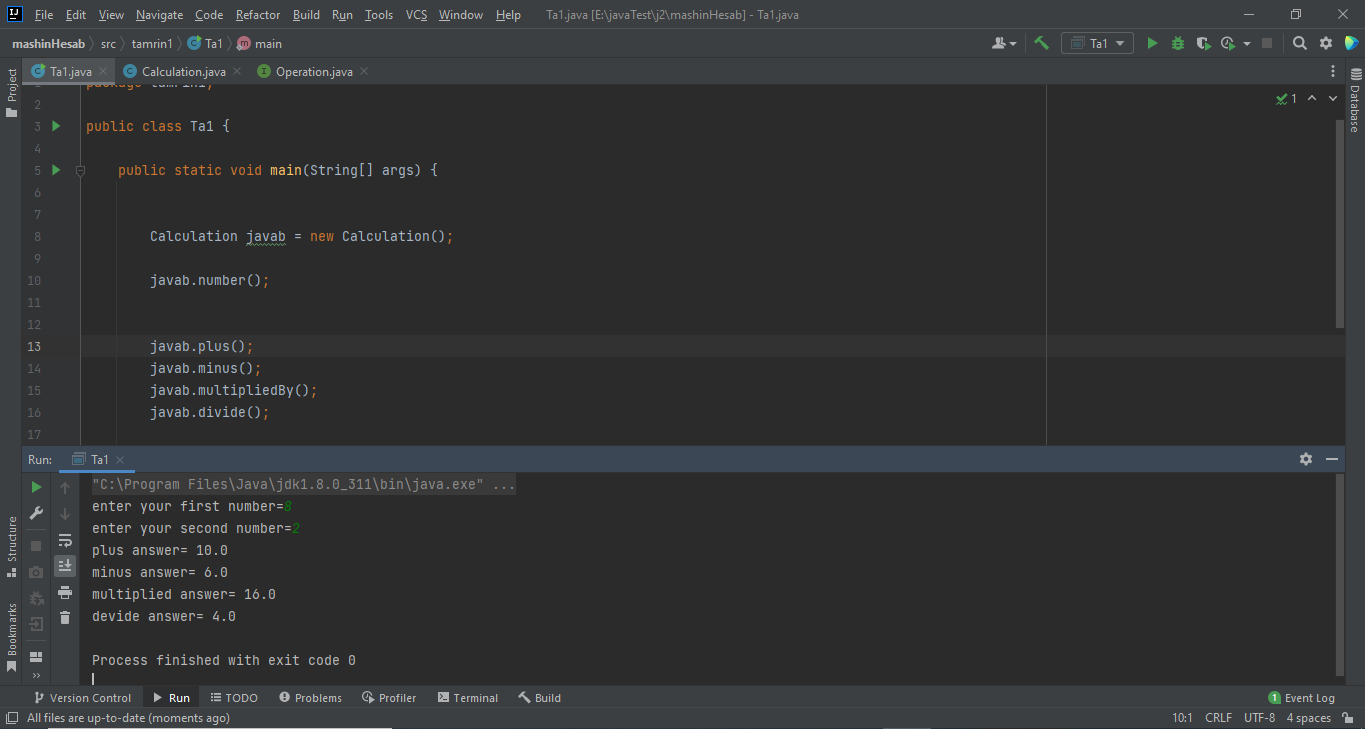 File Edit View Navigate Code Refactor Build Run Tools VCS Window Help Ta1.java [E:\javaTest\j2\mashinHesab] - Ta1.java
mashinHesab src tamrin1 Ta1 main Ta1
Project
Ta1.java Calculation.java Operation.java
Database
1 package tamrin1;
1
2
3 public class Ta1 {
4
5 public static void main(String[] args) {
6
7
8 Calculation javab = new Calculation();
9
10 javab.number();
11
12
13 javab.plus();
14 javab.minus();
15 javab.multipliedBy();
16 javab.divide();
17
Run: Ta1
"C:\Program Files\Java\jdk1.8.0_311\bin\java.exe" ...
enter your first number=8
enter your second number=2
plus answer= 10.0
minus answer= 6.0
multiplied answer= 16.0
devide answer= 4.0
Process finished with exit code 0
Structure
Bookmarks
Version Control Run TODO Problems Profiler Terminal Build 1 Event Log
All files are up-to-date (moments ago) 10:1 CRLF UTF-8 4 spaces